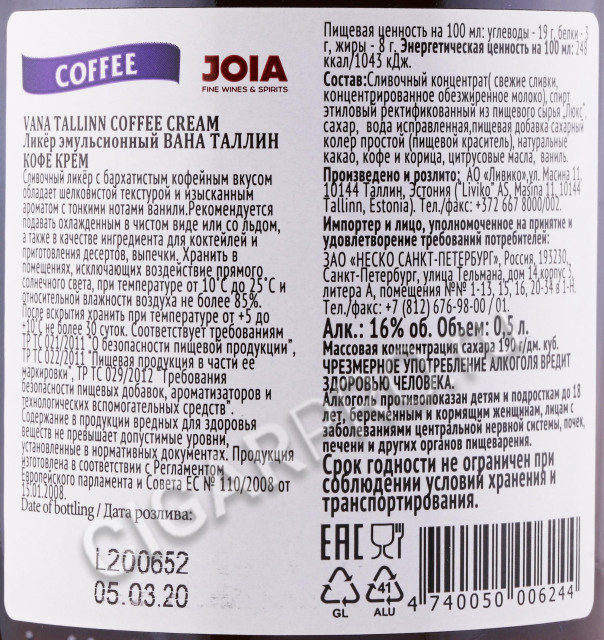 COFFEE
JOIA
FINE WINES & SPIRITS
VANA TALLINN COFFEE CREAM
Ликёр эмульсионный ВАНА ТАЛЛИН
КОФЕ КРЕМ
Сливочный ликёр с бархатистым кофейным вкусом
обладает шелковистой текстурой и изысканным
ароматом с тонкими нотами ванили.Рекомендуется
подавать охлажденным в чистом виде или со льдом,
а также в качестве ингредиента для коктейлей и
приготовления десертов, выпечки. Хранить в
помещениях, исключающих воздействие прямого
солнечного света, при температуре от 10˚С до 25˚С и
относительной влажности воздуха не более 85%.
После вскрытия хранить при температуре от +5 до
+10˚С не более 30 суток. Соответствует требованиям
ТР ТС 021/2011 "О безопасности пищевой продукции",
ТР ТС 022/2011 "Пищевая продукция в части ее
маркировки", ТР ТС 029/2012 "Требования
безопасности пищевых добавок, ароматизаторов и
технологических вспомогательных средств".
Содержание в продукции вредных для здоровья
веществ не превышает допустимые уровни,
установленные в нормативных документах. Продукция
изготовлена в соответствии с Регламентом
Европейского парламента и Совета ЕС № 110/2008 от
15.01.2008.
Date of bottling / Дата розлива:
L200652
05.03.20
Пищевая ценность на 100 мл: углеводы - 19 г, белки - 3
г, жиры - 8 г. Энергетическая ценность на 100 мл: 248
ккал/1043 кДж.
Состав:Сливочный концентрат( свежие сливки,
концентрированное обезжиренное молоко), спирт
этиловый ректификованный из пищевого сырья „Люкс",
сахар, вода исправленная,пищевая добавка сахарный
колер простой (пищевой краситель), натуральные
какао, кофе и корица, цитрусовые масла, ваниль.
Произведено и розлито: АО «Ливико»,ул. Масина 11,
10144 Таллин, Эстония ("Liviko" AS, Masina 11, 10144
Tallinn, Estonia). Тел./факс: +372 667 8000/002.
Импортер и лицо, уполномоченное на принятие и
удовлетворение требований потребителей:
ЗАО «НЕСКО САНКТ-ПЕТЕРБУРГ», Россия, 193230,
Санкт-Петербург, улица Тельмана, дом 14,корпус 3,
литера А, помещения №№ 1-13, 15, 16, 20-34 в 1-Н.
Тел./факс: +7 (812) 676-98-00 / 01.
Алк.: 16% об. Объем: 0,5 л.
Массовая концентрация сахара 190 г/дм. куб.
ЧРЕЗМЕРНОЕ УПОТРЕБЛЕНИЕ АЛКОГОЛЯ ВРЕДИТ
ЗДОРОВЬЮ ЧЕЛОВЕКА.
Алкоголь противопоказан детям и подросткам до 18
лет, беременным и кормящим женщинам, лицам с
заболеваниями центральной нервной системы, почек,
печени и других органов пищеварения.
Срок годности не ограничен при
соблюдении условий хранения и
транспортирования.
EAC
GL
41
ALU
4 740050 006244